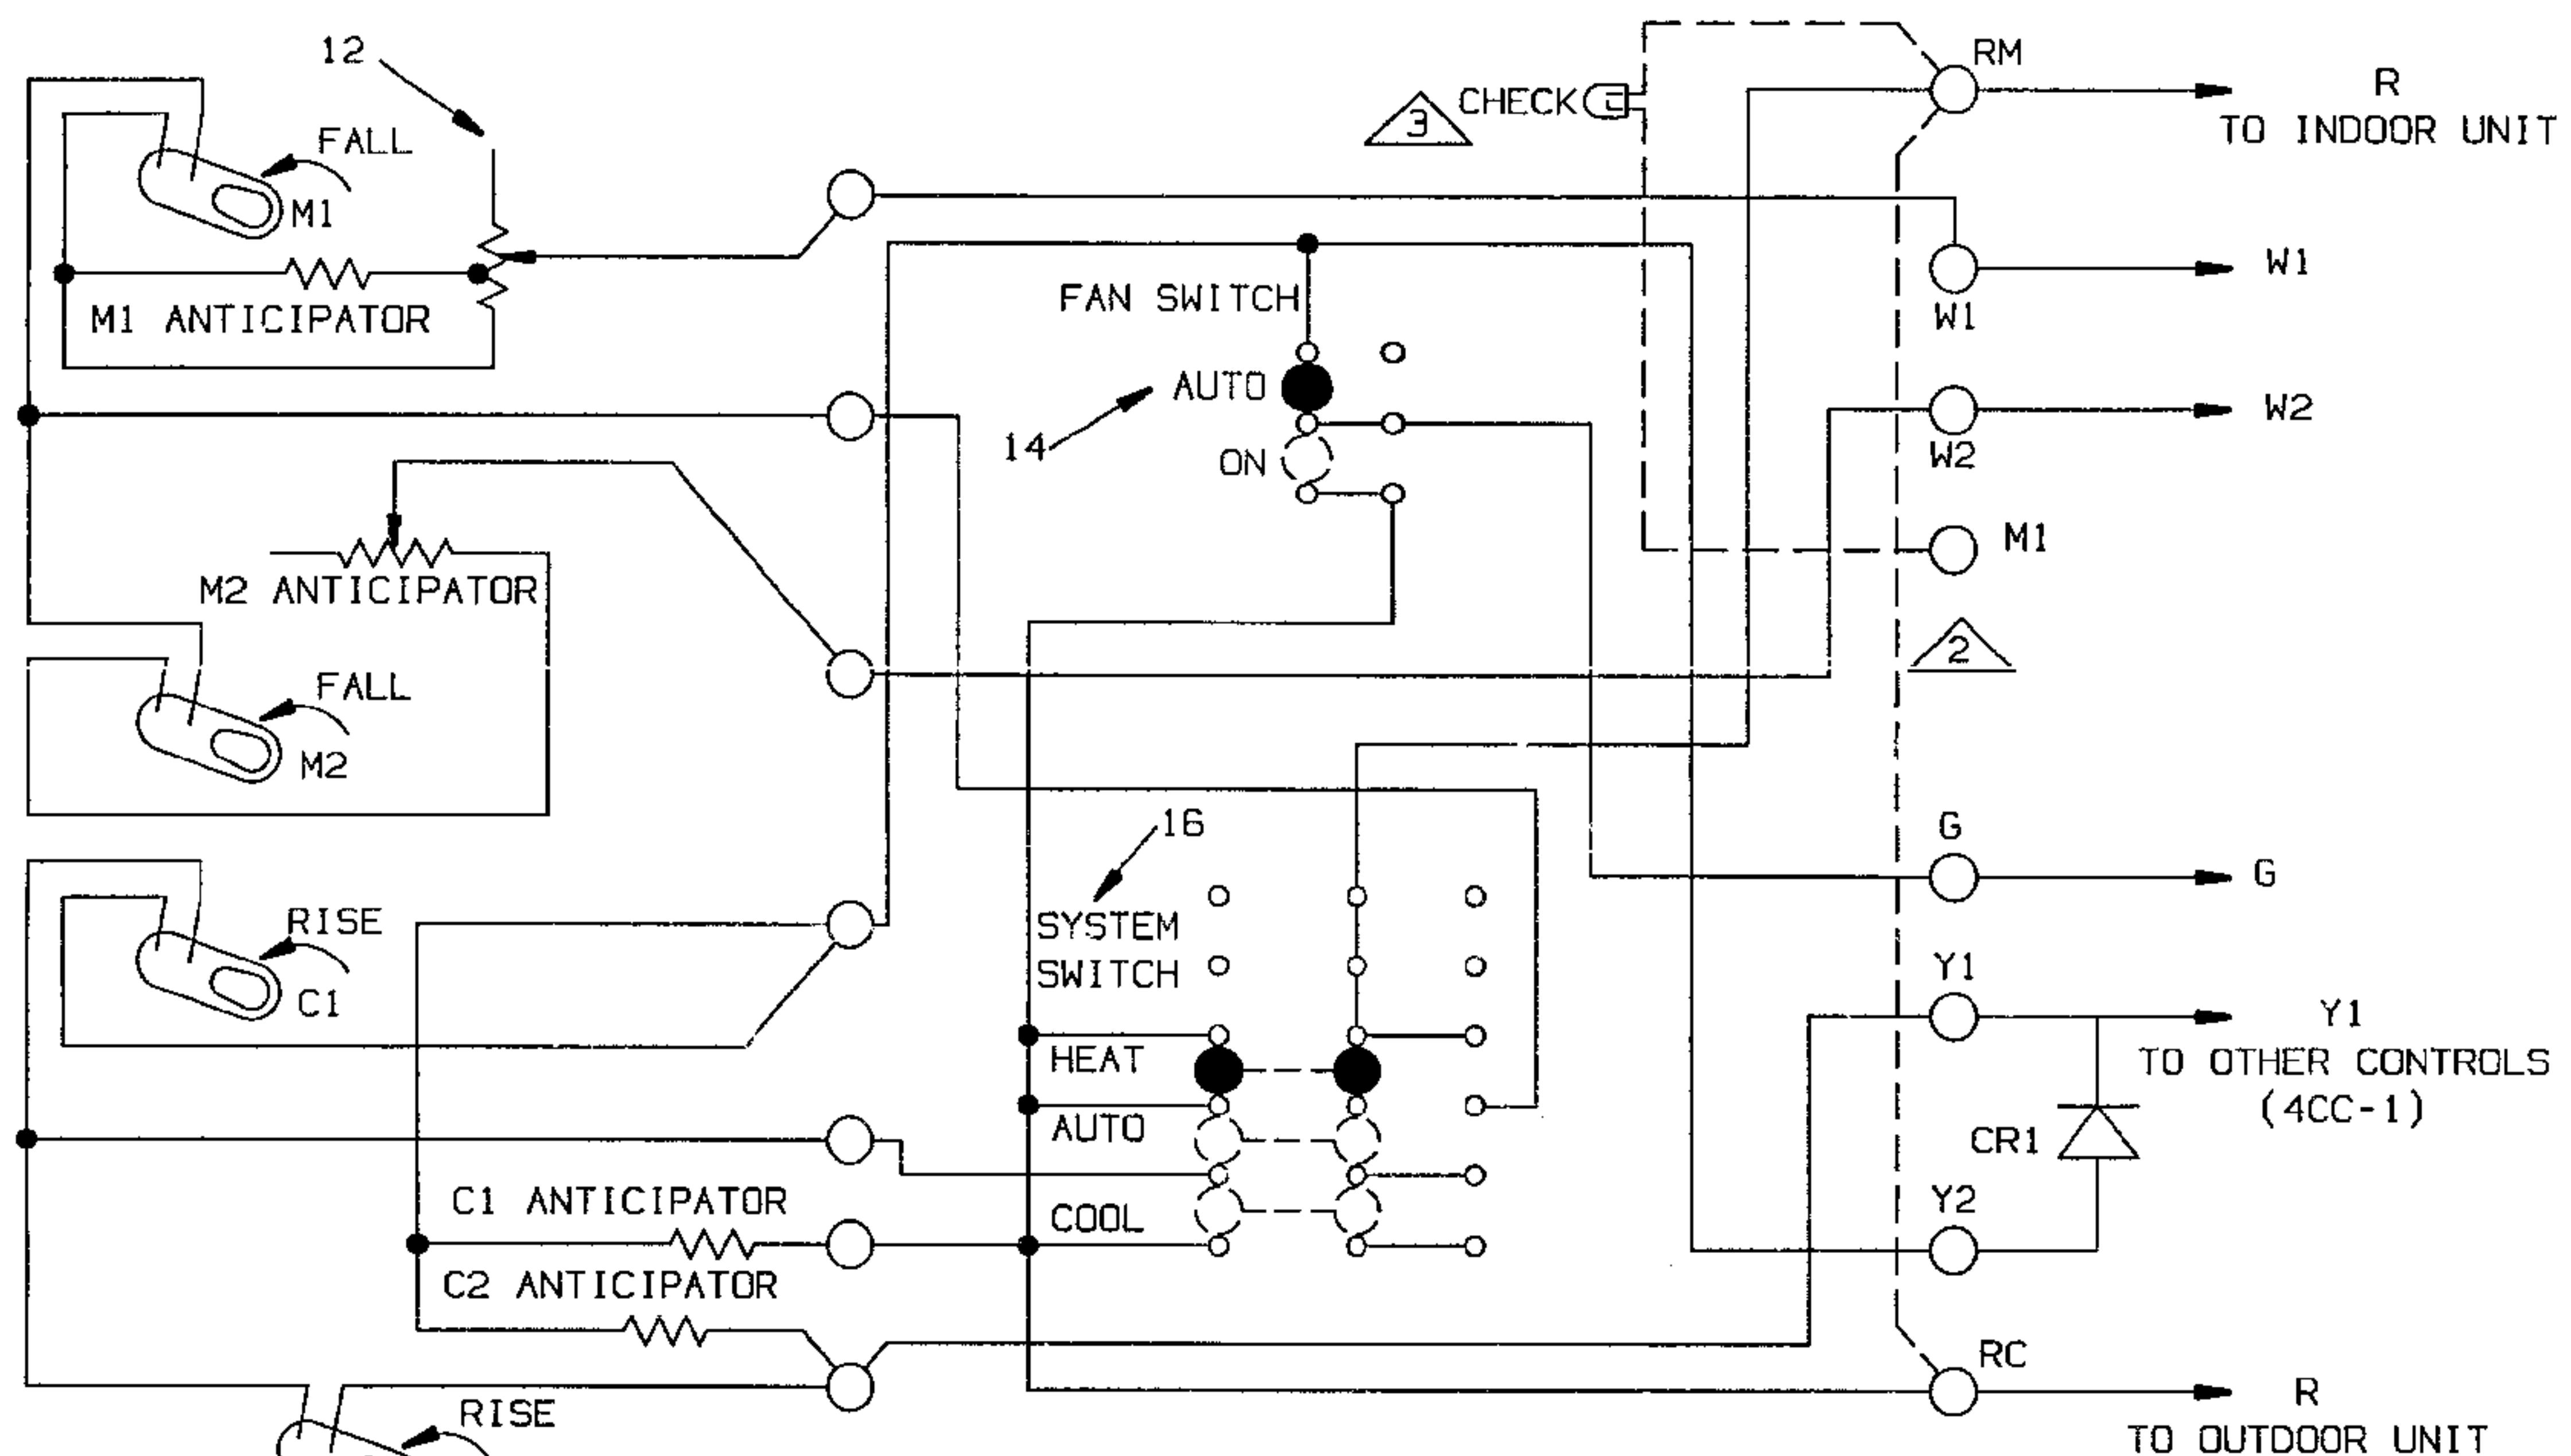 12
RM
CHECK
3
R
TO INDOOR UNIT
FALL
M1
W1
FAN SWITCH
M1 ANTICIPATOR
W1
AUTO
W2
14
ON
W2
M1
M2 ANTICIPATOR
2
FALL
M2
16
G
G
RISE
SYSTEM
SWITCH
Y1
C1
Y1
HEAT
TO OTHER CONTROLS
(4CC-1)
AUTO
CR1
C1 ANTICIPATOR
COOL
Y2
C2 ANTICIPATOR
RC
R
RISE
TO OUTDOOR UNIT